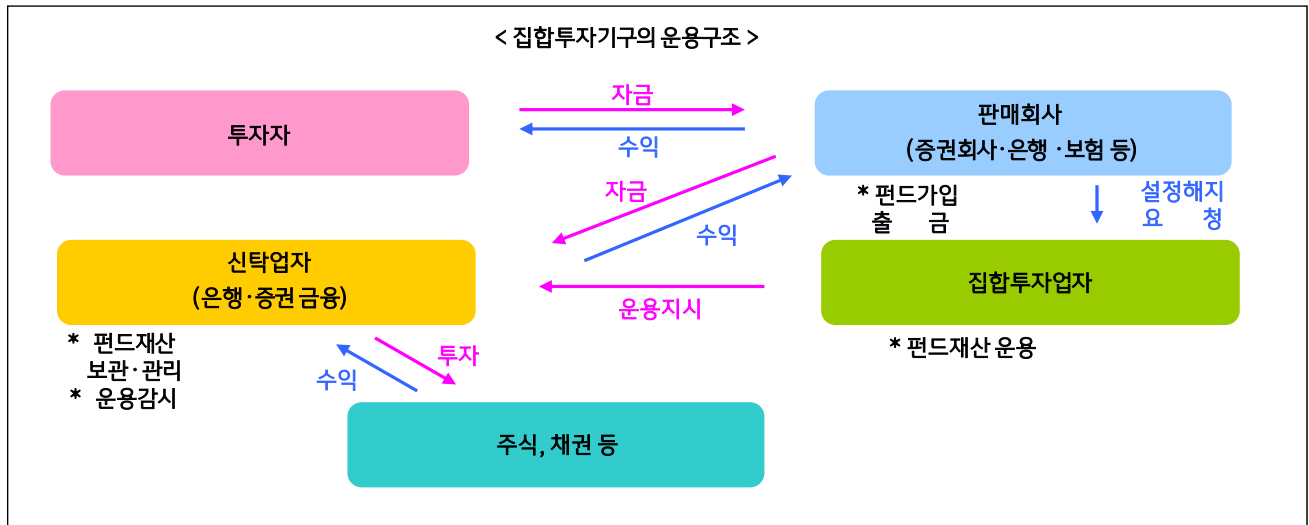 < 집합투자기구의 운용구조 >
투자자
자금
수익
판매회사
(증권회사·은행 ·보험 등)
자금
수익
* 펀드가입
출 금
설정해지
요 청
신탁업자
(은행·증권 금융)
운용지시
집합투자업자
* 펀드재산
보관·관리
* 운용감시
투자
수익
* 펀드재산 운용
주식, 채권 등